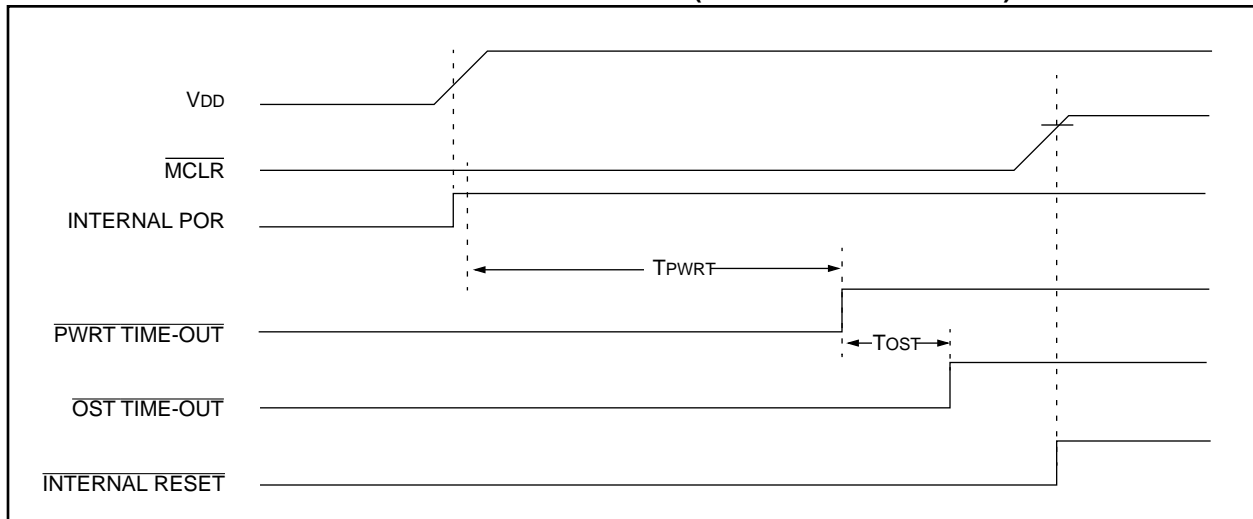 VDD
MCLR
INTERNAL POR
TPWRT
PWRT TIME-OUT
TOST
OST TIME-OUT
INTERNAL RESET